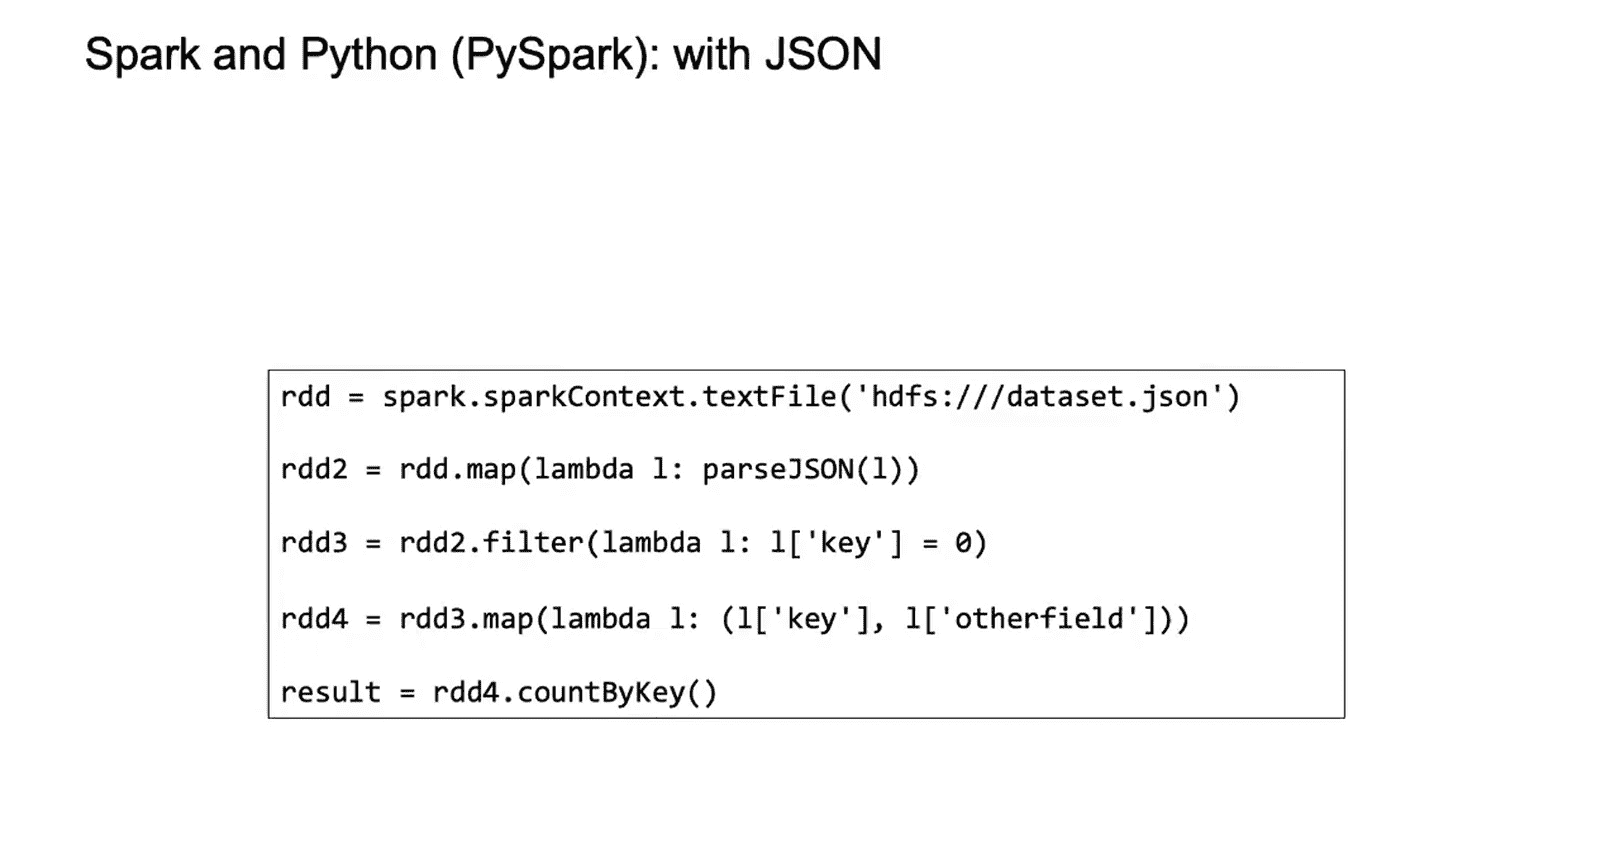 Spark and Python (PySpark): with JSON
rdd = spark.sparkContext.textFile('hdfs:///dataset.json')
rdd2 = rdd.map(lambda l: parseJSON(l))
rdd3 = rdd2.filter(lambda l: l['key'] = 0)
rdd4 = rdd3.map(lambda l: (l['key'], l['otherfield']))
result = rdd4.countByKey()